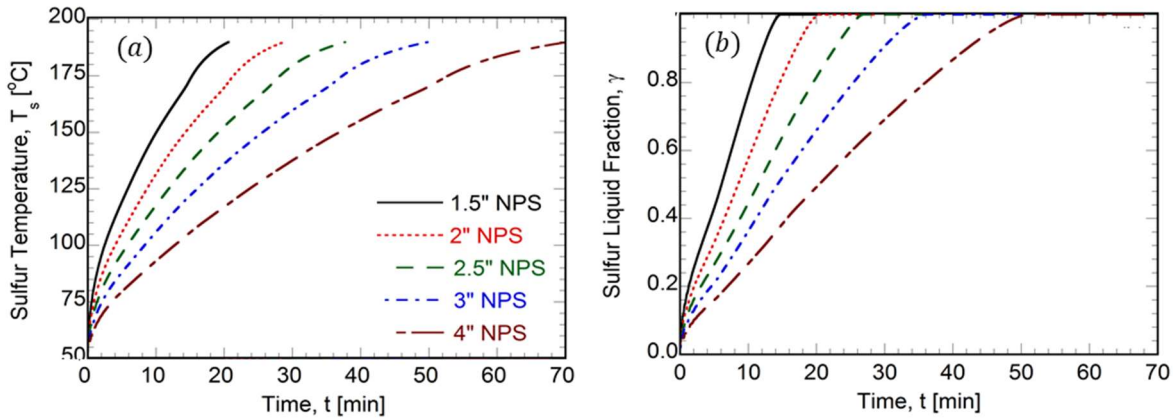 (a)
Sulfur Temperature, Ts [°C]
200
175
150
125
100
75
50
1.5" NPS
2" NPS
2.5" NPS
3" NPS
4" NPS
0 10 20 30 40 50 60 70
Time, t [min]
(b)
Sulfur Liquid Fraction, γ
0.8
0.6
0.4
0.2
0.0
0 10 20 30 40 50 60 70
Time, t [min]